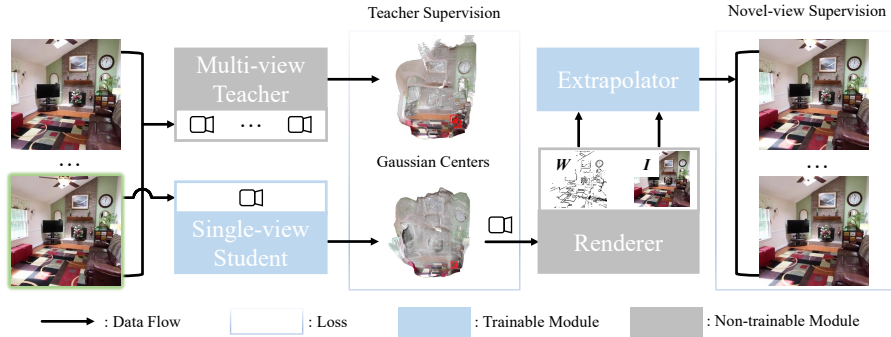 Teacher Supervision
Novel-view Supervision
Multi-view
Teacher
...
Extrapolator
...
Gaussian Centers
W
I
...
Single-view
Student
Renderer
: Data Flow
: Loss
: Trainable Module
: Non-trainable Module